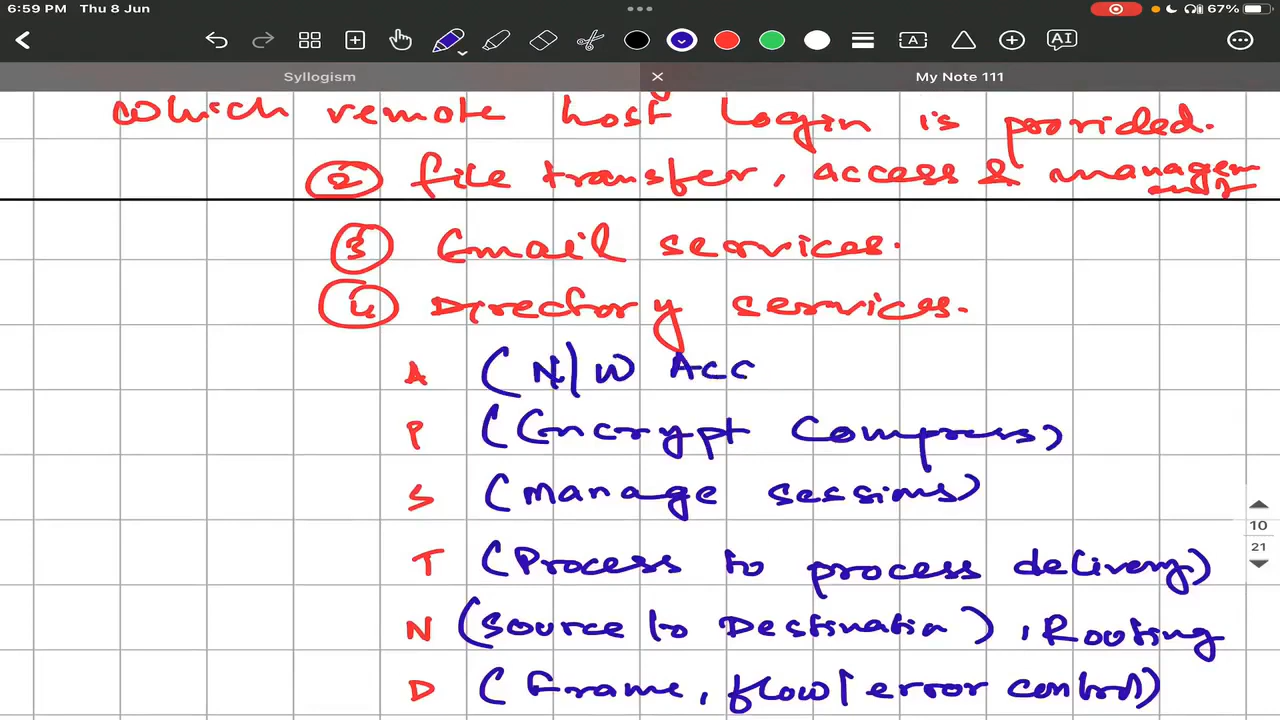 6:59 PM Thu 8 Jun 67%
AI
Syllogism My Note 111
which remote host login is provided.
② file transfer, access & management
③ Email services.
④ Directory services.
A (N/W Acc
P (Encrypt Compress)
S (manage sessions)
T (Process to process delivery)
N (Source to Destination), Routing
D (Frame, flow/error control)
10
21